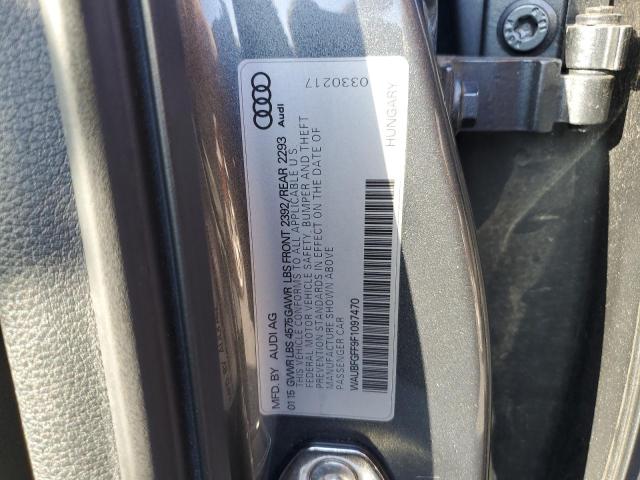 MFD. BY AUDI AG
01 15 GVWR LBS 4575 GAWR LBS FRONT 2392/REAR 2293
THIS VEHICLE CONFORMS TO ALL APPLICABLE U.S.
FEDERAL MOTOR VEHICLE SAFETY, BUMPER AND THEFT
PREVENTION STANDARDS IN EFFECT ON THE DATE OF
MANUFACTURE SHOWN ABOVE
PASSENGER CAR
WAUBFGFF9F1097470
Audi
0330217
HUNGARY